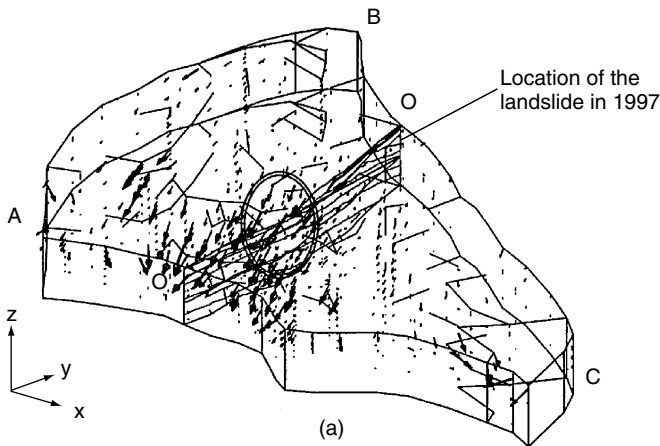 B
Location of the
landslide in 1997
O
A
O
z
y
x
C
(a)